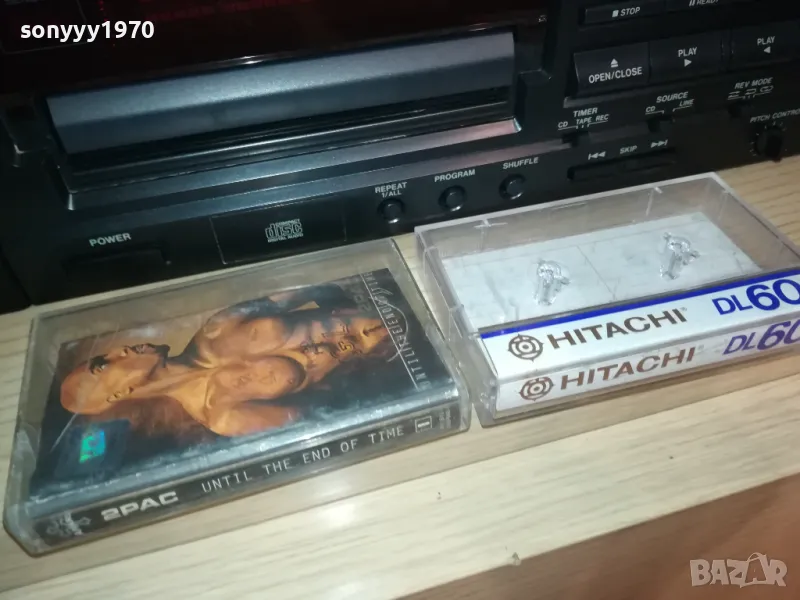 sonyyy1970
STOP
READY
OPEN/CLOSE
PLAY
PLAY
TIMER
CD TAPE REC
SOURCE
CD LINE
REV MODE
PITCH CONTROL
SKIP
REPEAT
1/ALL
PROGRAM
SHUFFLE
POWER
COMPACT
disc
DIGITAL AUDIO
HITACHI DL60
HITACHI DL60
2PAC UNTIL THE END OF TIME
BAZAR